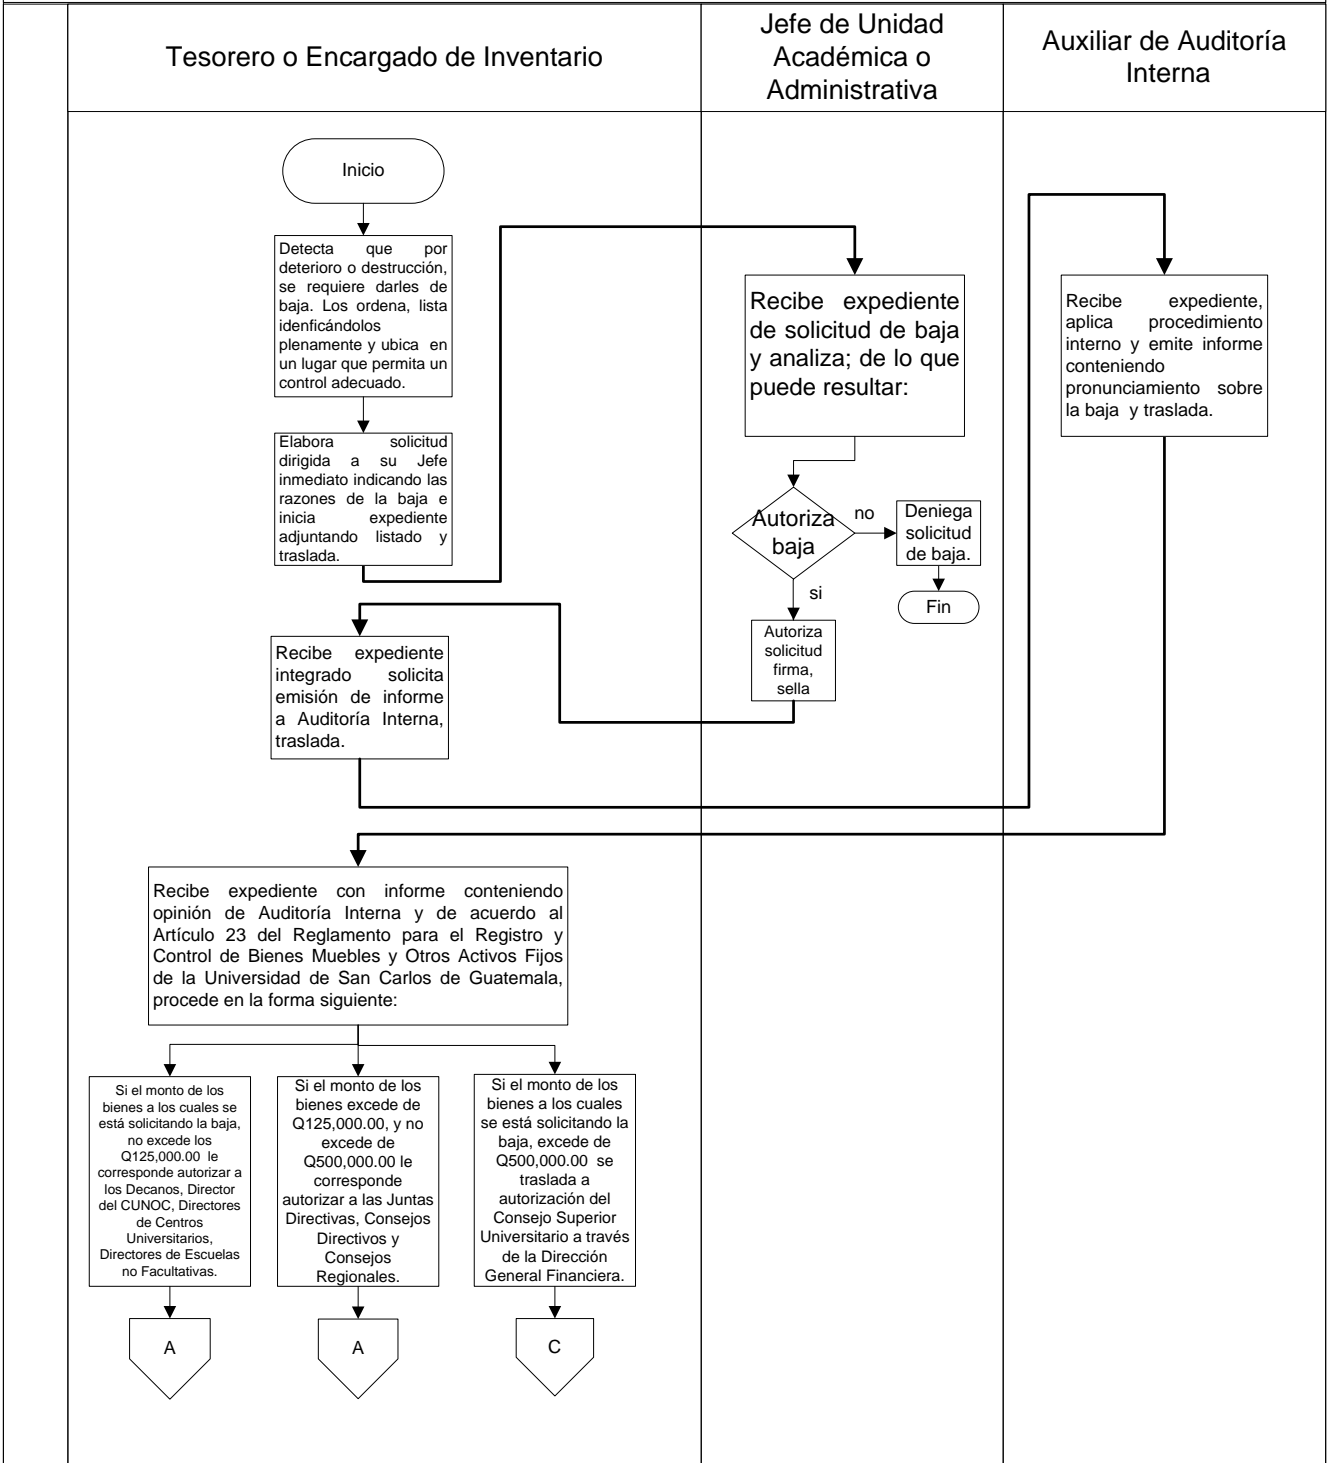 Tesorero o Encargado de Inventario
Jefe de Unidad
Académica o
Administrativa
Auxiliar de Auditoría
Interna
Inicio
Detecta que por
deterioro o destrucción,
se requiere darles de
baja. Los ordena, lista
idenficándolos
plenamente y ubica en
un lugar que permita un
control adecuado.
Elabora solicitud
dirigida a su Jefe
inmediato indicando las
razones de la baja e
inicia expediente
adjuntando listado y
traslada.
Recibe expediente
de solicitud de baja
y analiza; de lo que
puede resultar:
Autoriza
baja
no
Deniega
solicitud
de baja.
Fin
si
Autoriza
solicitud
firma,
sella
Recibe expediente
integrado solicita
emisión de informe
a Auditoría Interna,
traslada.
Recibe expediente,
aplica procedimiento
interno y emite informe
conteniendo
pronunciamiento sobre
la baja y traslada.
Recibe expediente con informe conteniendo
opinión de Auditoría Interna y de acuerdo al
Artículo 23 del Reglamento para el Registro y
Control de Bienes Muebles y Otros Activos Fijos
de la Universidad de San Carlos de Guatemala,
procede en la forma siguiente:
Si el monto de los
bienes a los cuales se
está solicitando la baja,
no excede los
Q125,000.00 le
corresponde autorizar a
los Decanos, Director
del CUNOC, Directores
de Centros
Universitarios,
Directores de Escuelas
no Facultativas.
Si el monto de los
bienes excede de
Q125,000.00, y no
excede de
Q500,000.00 le
corresponde
autorizar a las Juntas
Directivas, Consejos
Directivos y
Consejos
Regionales.
Si el monto de los
bienes a los cuales
se está solicitando la
baja, excede de
Q500,000.00 se
traslada a
autorización del
Consejo Superior
Universitario a través
de la Dirección
General Financiera.
A
A
C